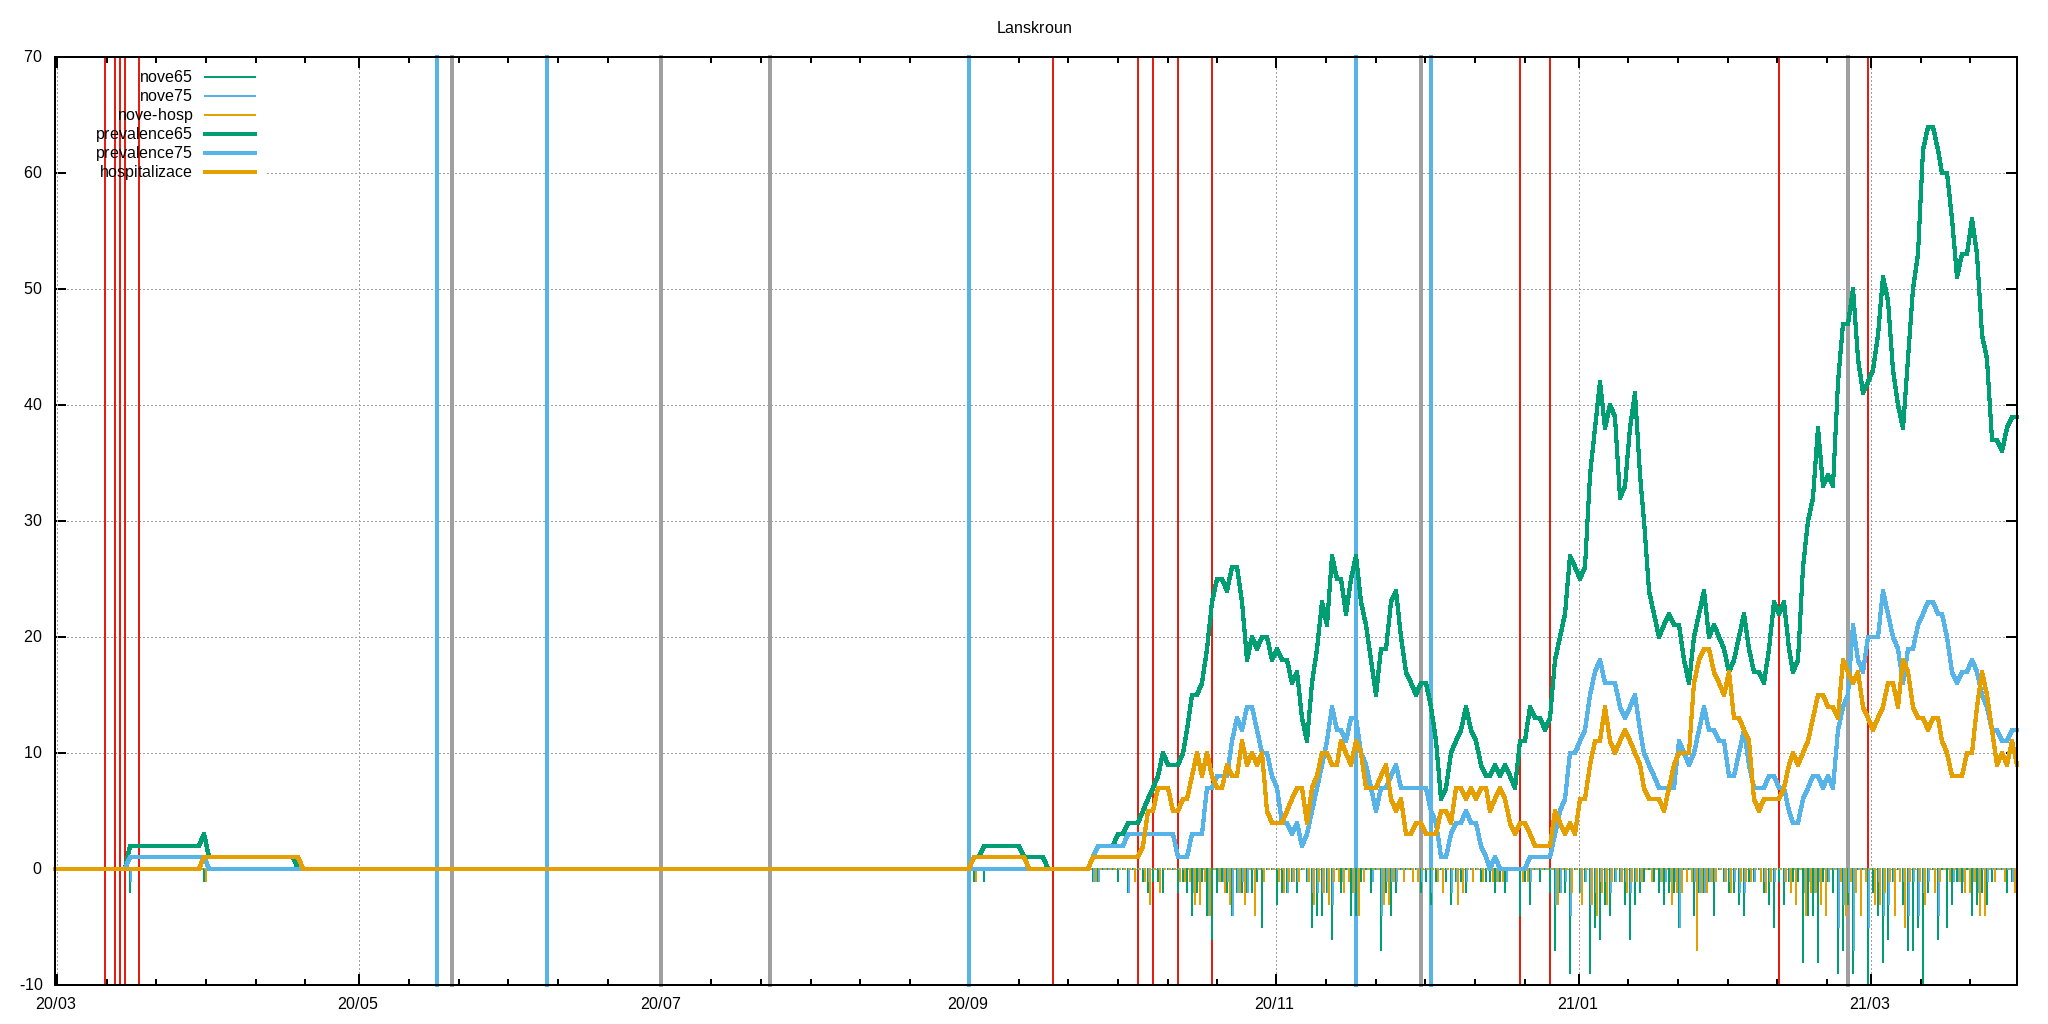 Lanskroun
70
60
50
40
30
20
10
0
-10
nove65
nove75
nove-hosp
prevalence65
prevalence75
hospitalizace
20/03 20/05 20/07 20/09 20/11 21/01 21/03